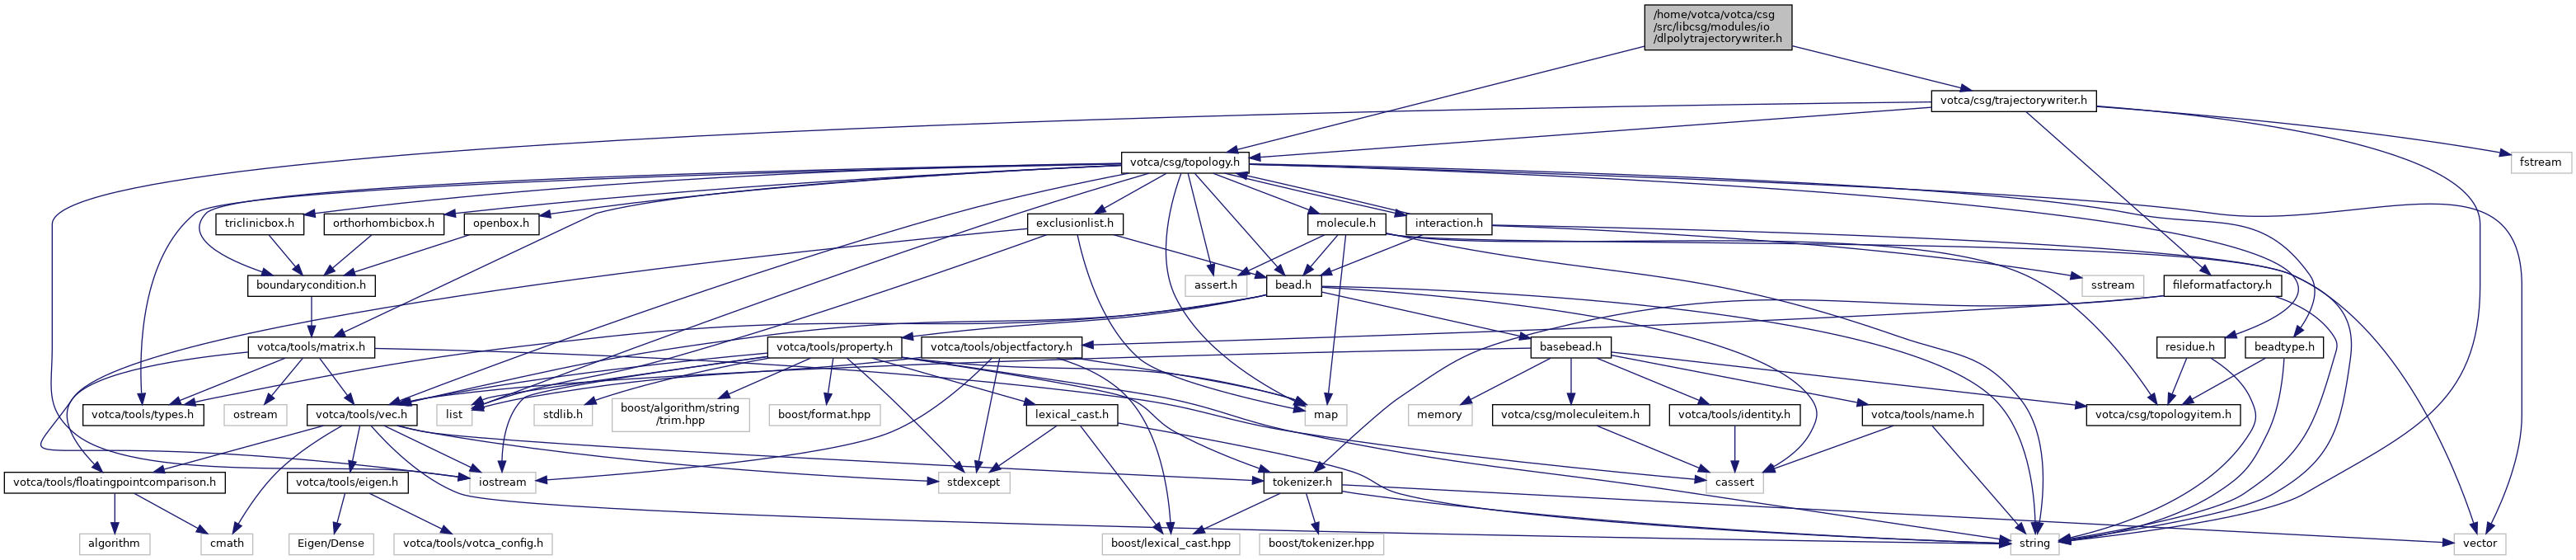 /home/votca/votca/csg
/src/libcsg/modules/io
/dlpolytrajectorywriter.h
votca/csg/trajectorywriter.h
votca/csg/topology.h
fstream
triclinicbox.h
orthorhombicbox.h
openbox.h
exclusionlist.h
molecule.h
interaction.h
boundarycondition.h
assert.h
bead.h
sstream
fileformatfactory.h
votca/tools/matrix.h
votca/tools/property.h
votca/tools/objectfactory.h
basebead.h
residue.h
beadtype.h
votca/tools/types.h
ostream
votca/tools/vec.h
list
stdlib.h
boost/algorithm/string
/trim.hpp
boost/format.hpp
lexical_cast.h
map
memory
votca/csg/moleculeitem.h
votca/tools/identity.h
votca/tools/name.h
votca/csg/topologyitem.h
votca/tools/floatingpointcomparison.h
votca/tools/eigen.h
iostream
stdexcept
tokenizer.h
cassert
algorithm
cmath
Eigen/Dense
votca/tools/votca_config.h
boost/lexical_cast.hpp
boost/tokenizer.hpp
string
vector